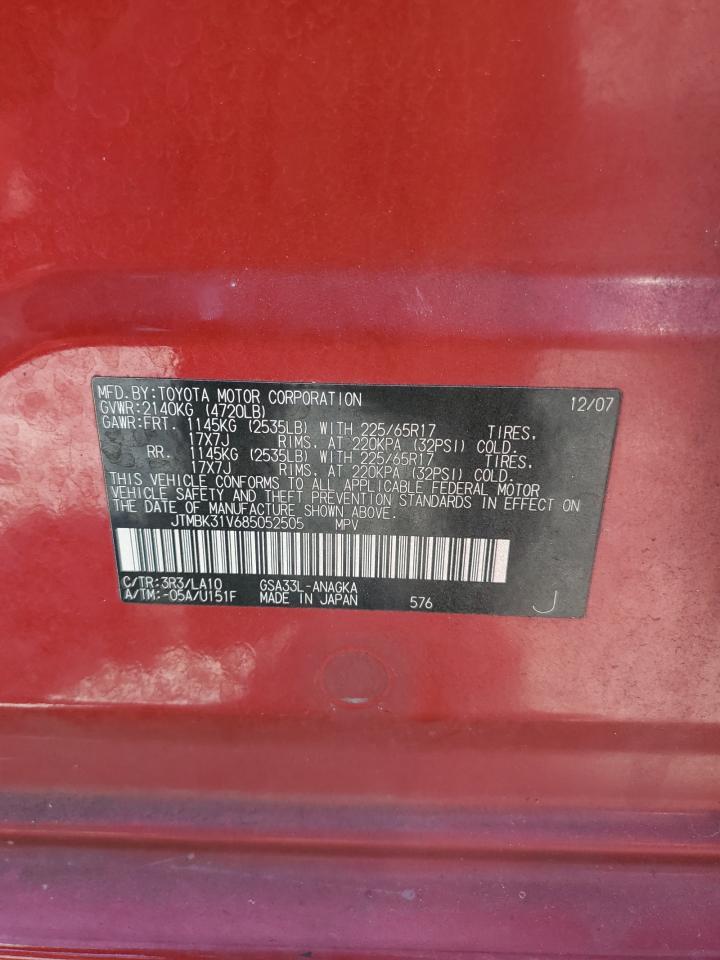 MFD.BY:TOYOTA MOTOR CORPORATION 12/07
GVWR:2140KG (4720LB)
GAWR:FRT. 1145KG (2535LB) WITH 225/65R17 TIRES,
17X7J RIMS, AT 220KPA (32PSI) COLD.
RR. 1145KG (2535LB) WITH 225/65R17 TIRES,
17X7J RIMS, AT 220KPA (32PSI) COLD.
THIS VEHICLE CONFORMS TO ALL APPLICABLE FEDERAL MOTOR
VEHICLE SAFETY AND THEFT PREVENTION STANDARDS IN EFFECT ON
THE DATE OF MANUFACTURE SHOWN ABOVE.
JTMBK31V685052505 MPV
C/TR:3R3/LA10 GSA33L-ANAGKA
A/TM:-05A/U151F MADE IN JAPAN 576 J